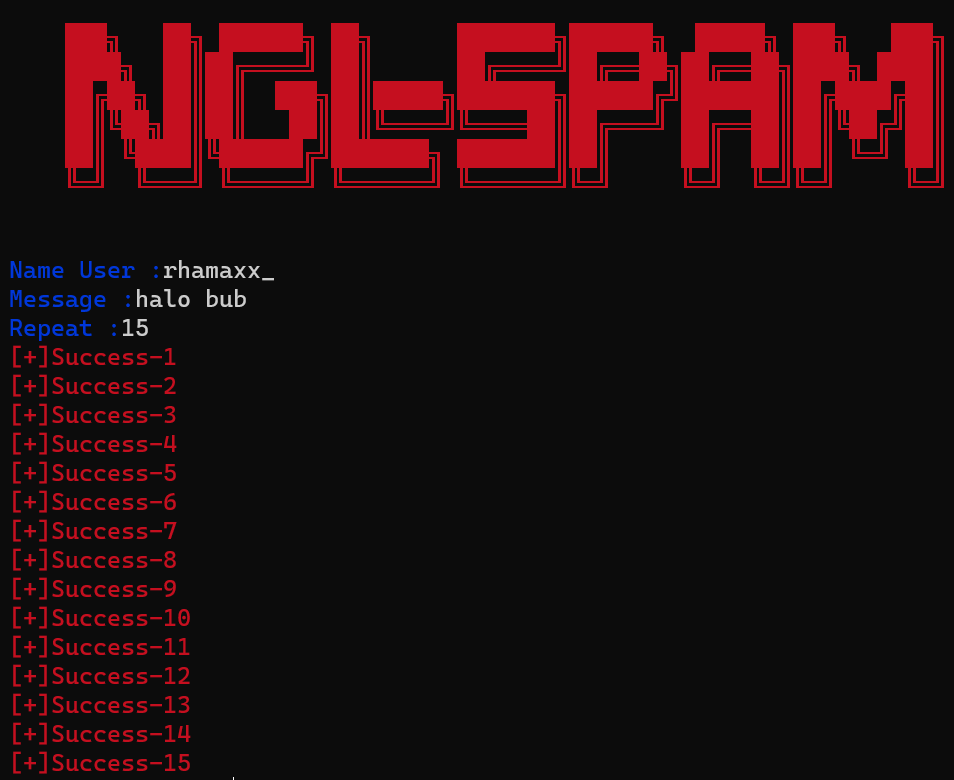 NGL-SPAM
Name User :rhamaxx_
Message :halo bub
Repeat :15
[+]Success-1
[+]Success-2
[+]Success-3
[+]Success-4
[+]Success-5
[+]Success-6
[+]Success-7
[+]Success-8
[+]Success-9
[+]Success-10
[+]Success-11
[+]Success-12
[+]Success-13
[+]Success-14
[+]Success-15